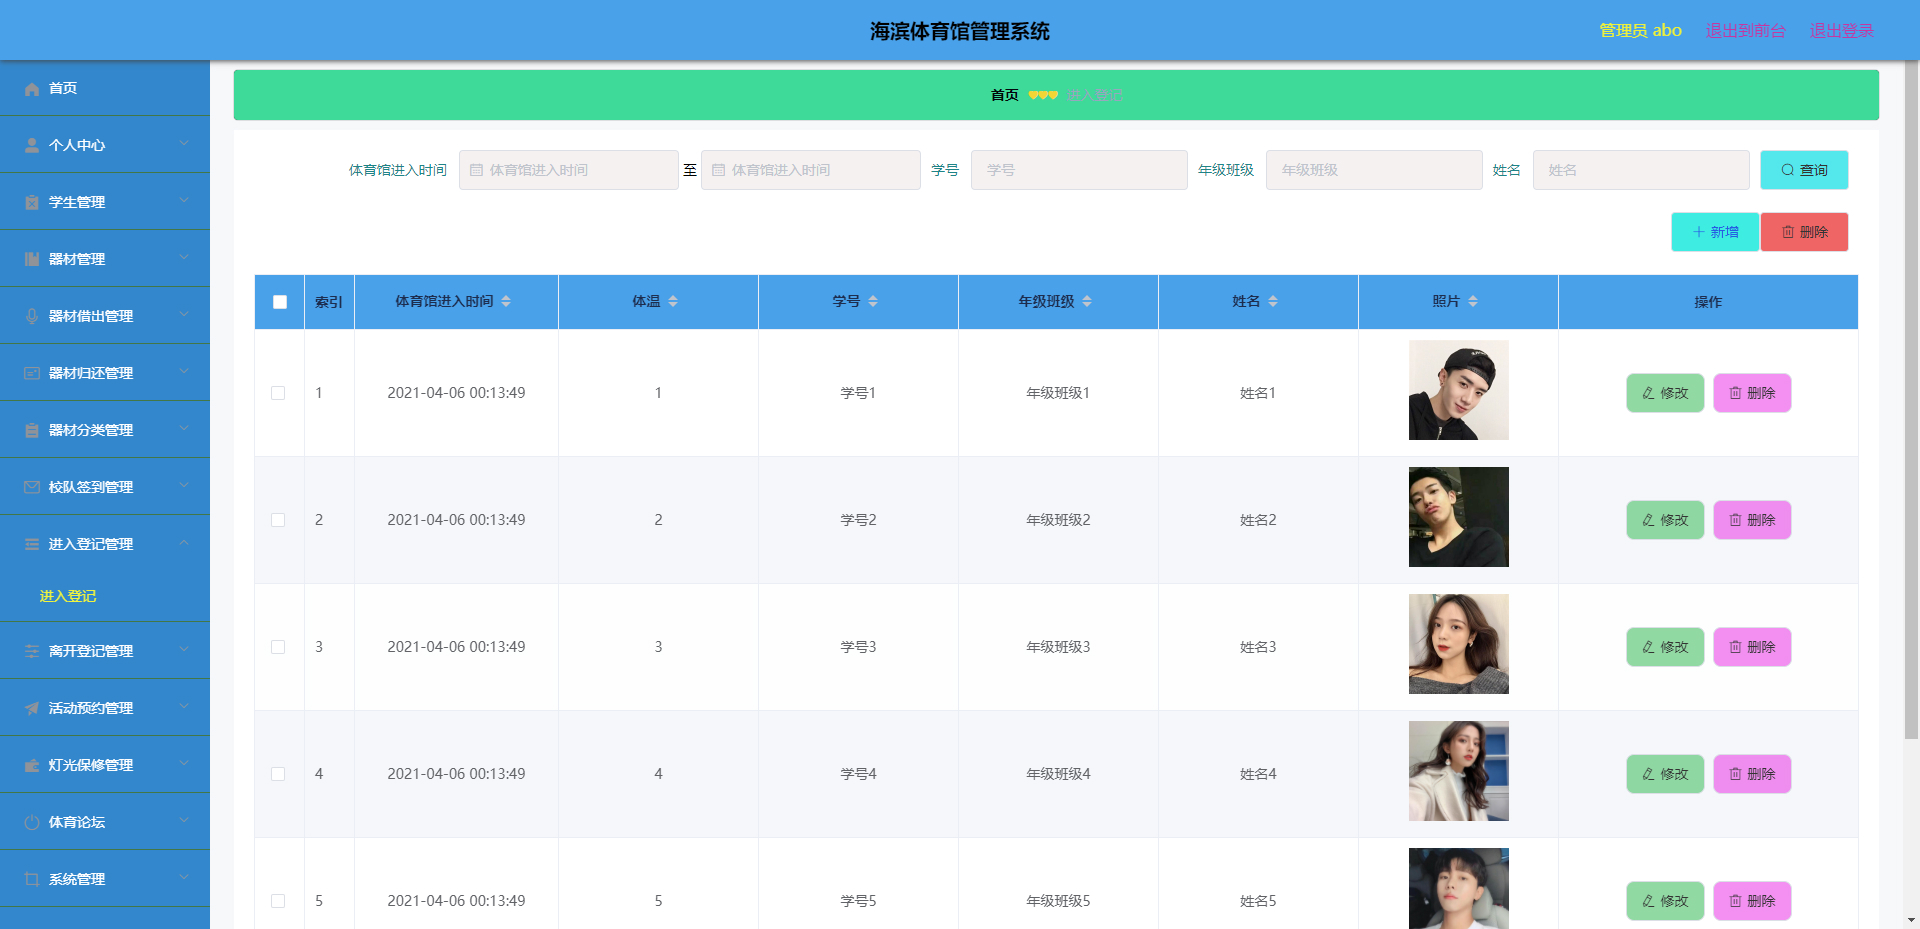 海滨体育馆管理系统
管理员 abo 退出到前台 退出登录
首页
个人中心
学生管理
器材管理
器材借出管理
器材归还管理
器材分类管理
校队签到管理
进入登记管理
进入登记
离开登记管理
活动预约管理
灯光保修管理
体育论坛
系统管理
首页 进入登记
体育馆进入时间 体育馆进入时间 至 体育馆进入时间 学号 学号 年级班级 年级班级 姓名 姓名 查询
新增 删除
索引 体育馆进入时间 体温 学号 年级班级 姓名 照片 操作
1 2021-04-06 00:13:49 1 学号1 年级班级1 姓名1 修改 删除
2 2021-04-06 00:13:49 2 学号2 年级班级2 姓名2 修改 删除
3 2021-04-06 00:13:49 3 学号3 年级班级3 姓名3 修改 删除
4 2021-04-06 00:13:49 4 学号4 年级班级4 姓名4 修改 删除
5 2021-04-06 00:13:49 5 学号5 年级班级5 姓名5 修改 删除